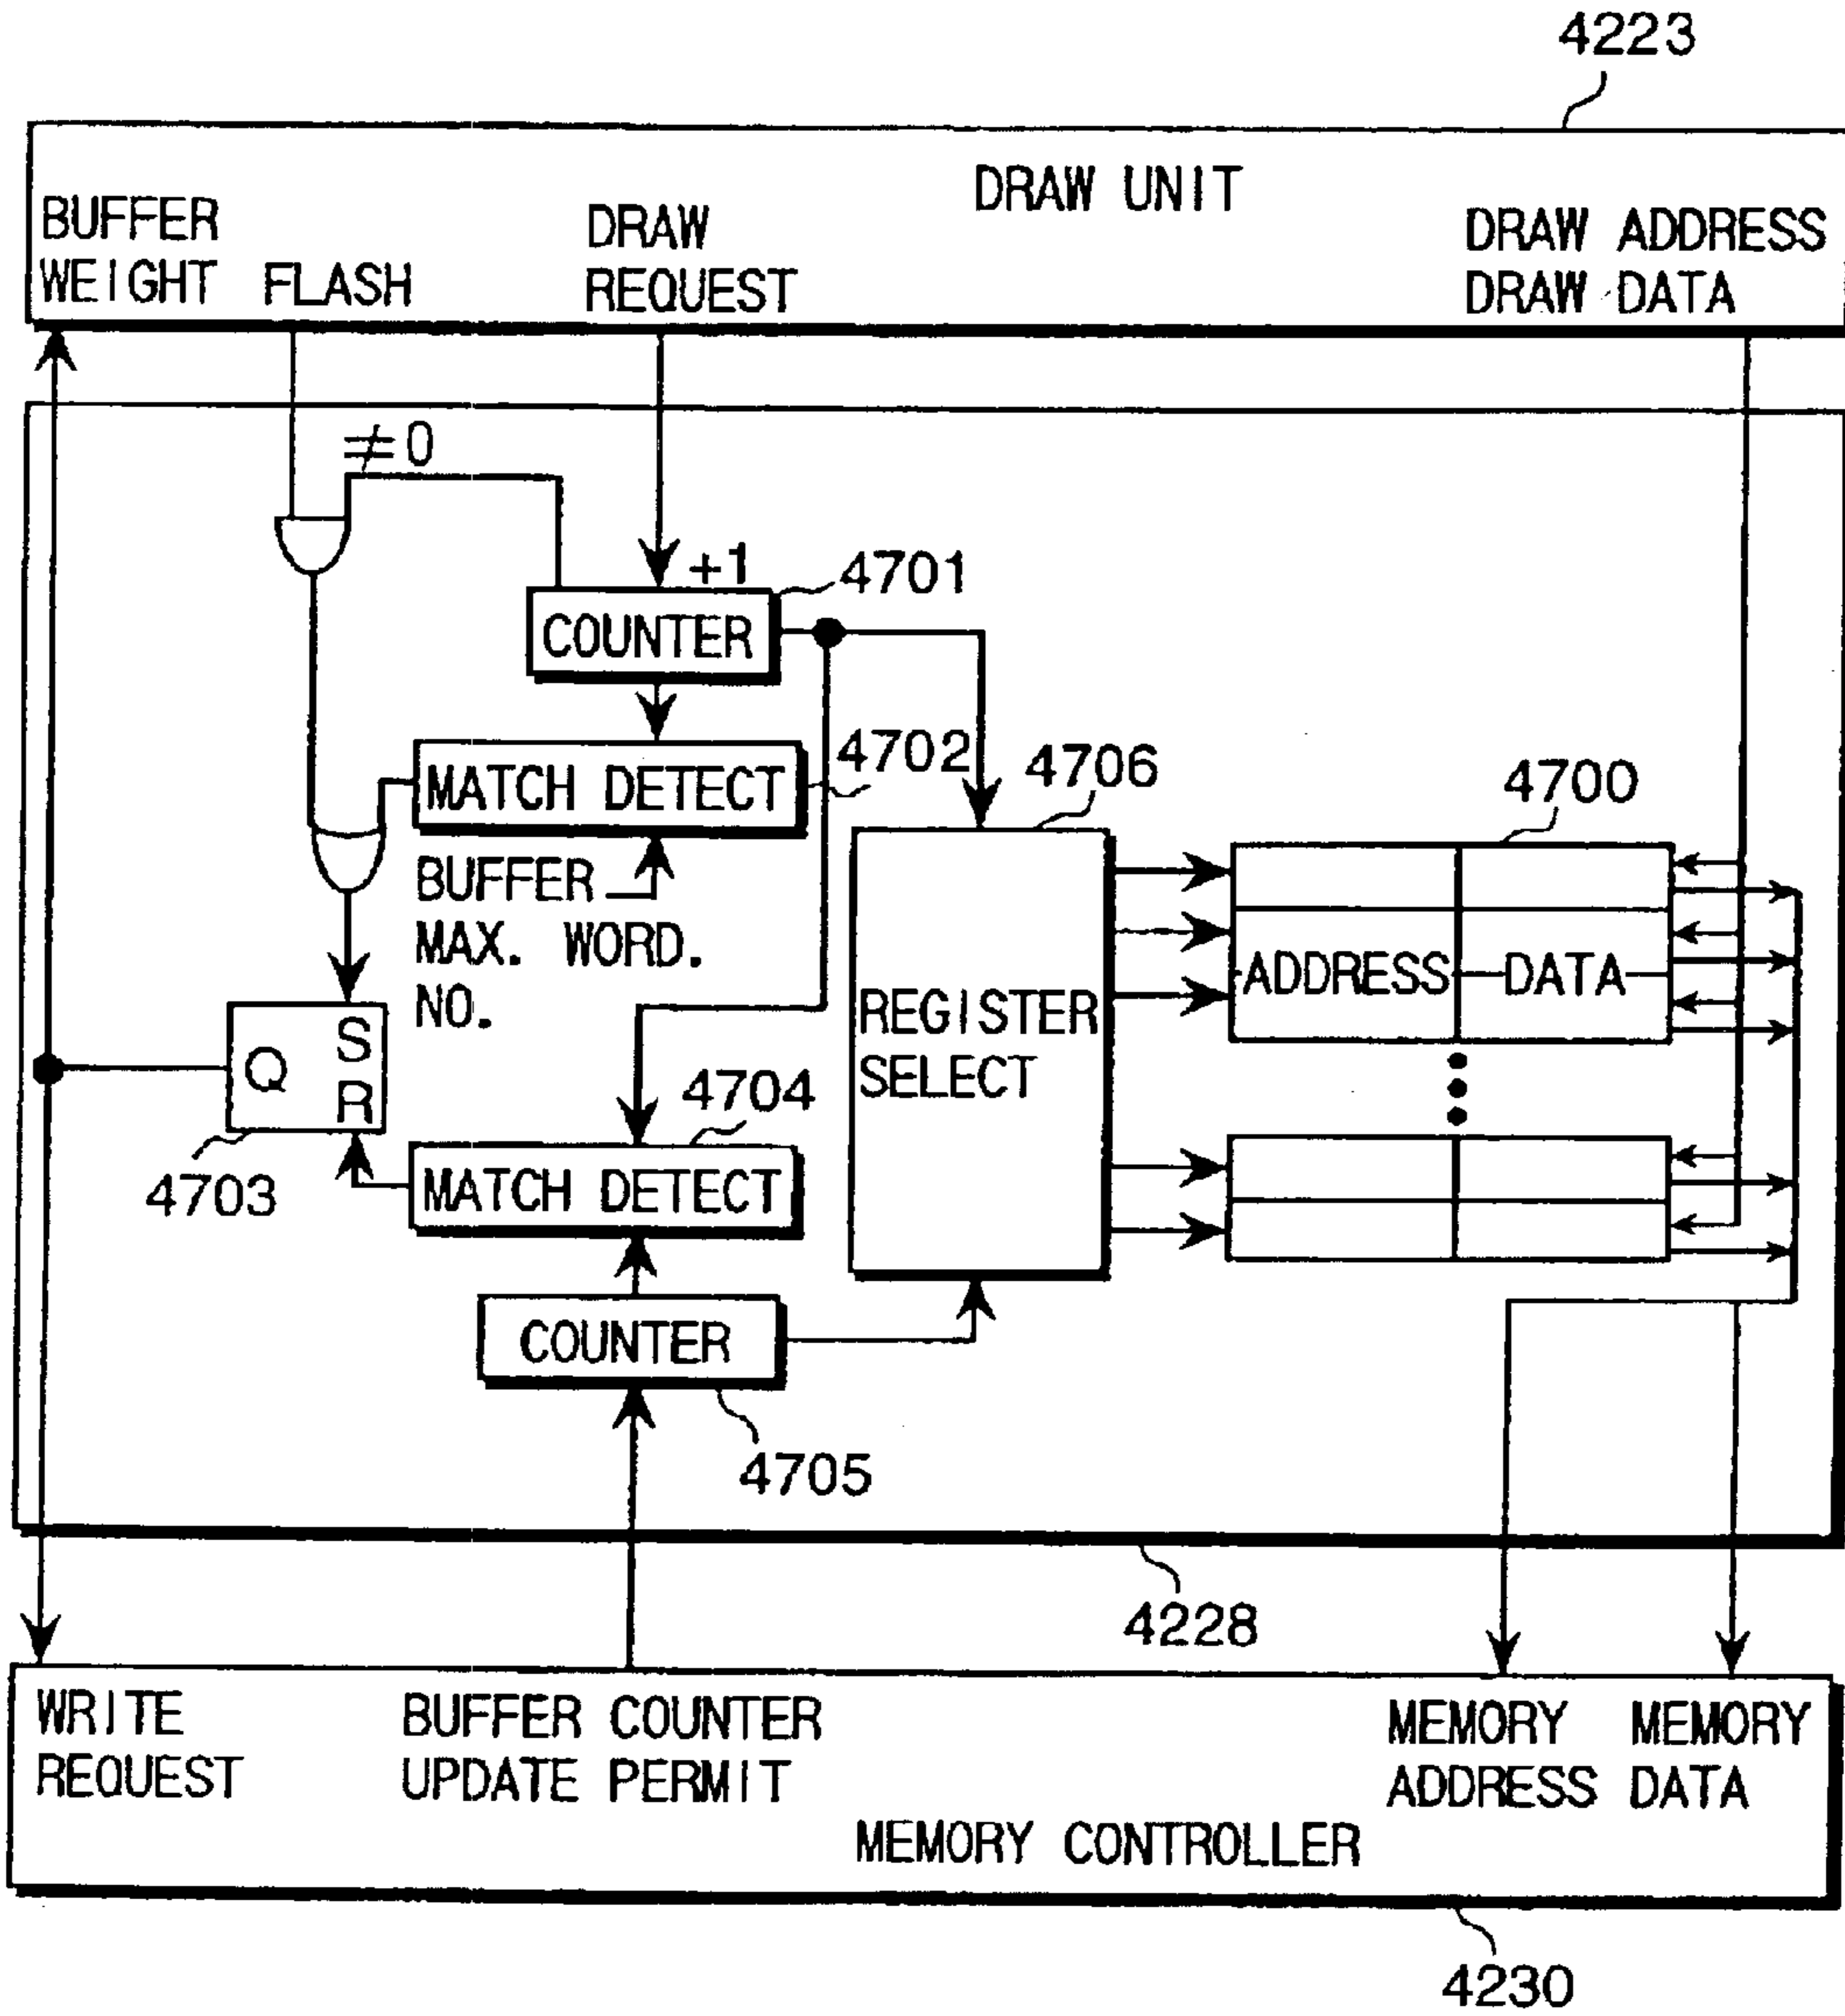 4223
DRAW UNIT
BUFFER
WEIGHT
FLASH
DRAW
REQUEST
DRAW ADDRESS
DRAW DATA
≠0
+1
4701
COUNTER
4702
MATCH DETECT
4706
4700
BUFFER
MAX. WORD.
NO.
ADDRESS
DATA
REGISTER
SELECT
S
Q
R
4703
4704
MATCH DETECT
COUNTER
4705
4228
WRITE
REQUEST
BUFFER COUNTER
UPDATE PERMIT
MEMORY
ADDRESS
MEMORY
DATA
MEMORY CONTROLLER
4230